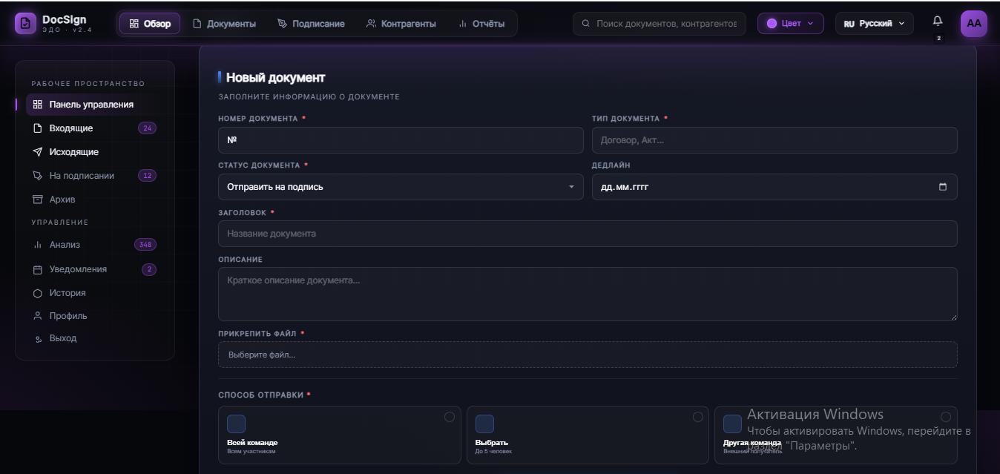 DocSign
ЭДО · v2.4
Обзор
Документы
Подписание
Контрагенты
Отчёты
Поиск документов, контрагентов
Цвет
RU Русский
2
AA
РАБОЧЕЕ ПРОСТРАНСТВО
Панель управления
Входящие 24
Исходящие
На подписании 12
Архив
УПРАВЛЕНИЕ
Анализ 348
Уведомления 2
История
Профиль
Выход
Новый документ
ЗАПОЛНИТЕ ИНФОРМАЦИЮ О ДОКУМЕНТЕ
НОМЕР ДОКУМЕНТА *
№
ТИП ДОКУМЕНТА *
Договор, Акт...
СТАТУС ДОКУМЕНТА *
Отправить на подпись
ДЕДЛАЙН
дд.мм.гггг
ЗАГОЛОВОК *
Название документа
ОПИСАНИЕ
Краткое описание документа...
ПРИКРЕПИТЬ ФАЙЛ *
Выберите файл...
СПОСОБ ОТПРАВКИ *
Всей команде
Всем участникам
Выбрать
До 5 человек
Другая команда
Внешний получатель
Активация Windows
Чтобы активировать Windows, перейдите в
раздел "Параметры".